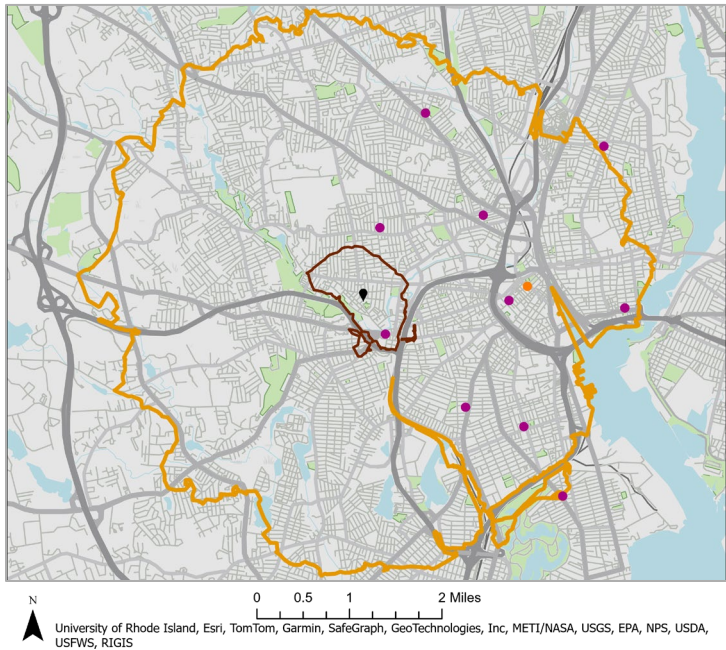 N
0 0.5 1 2 Miles
University of Rhode Island, Esri, TomTom, Garmin, SafeGraph, GeoTechnologies, Inc, METI/NASA, USGS, EPA, NPS, USDA,
USFWS, RIGIS